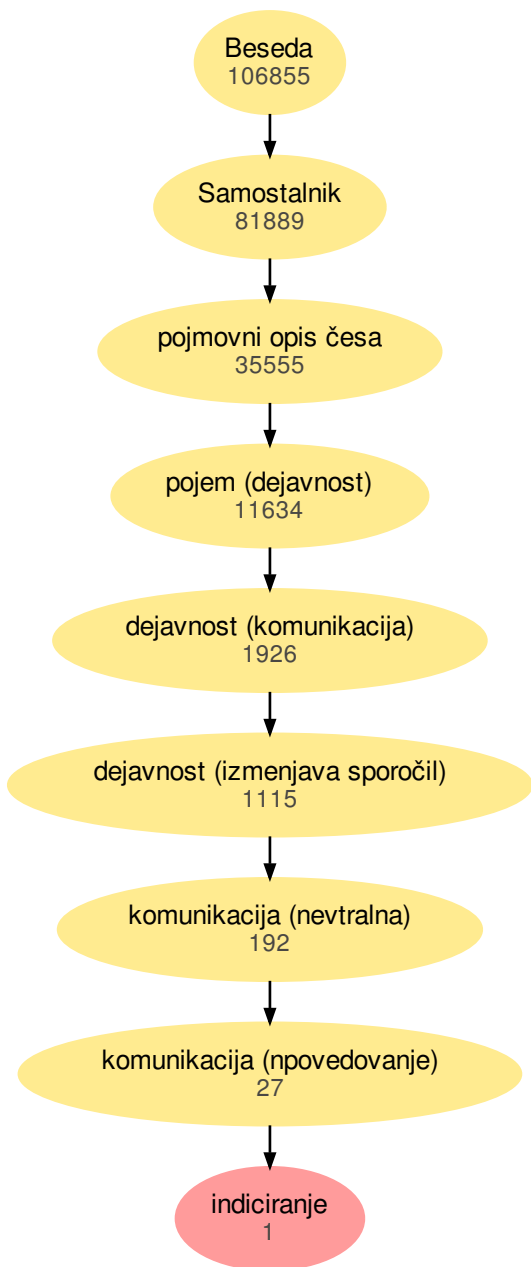 Beseda
106855
Samostalnik
81889
pojmovni opis česa
35555
pojem (dejavnost)
11634
dejavnost (komunikacija)
1926
dejavnost (izmenjava sporočil)
1115
komunikacija (nevtralna)
192
komunikacija (npovedovanje)
27
indiciranje
1